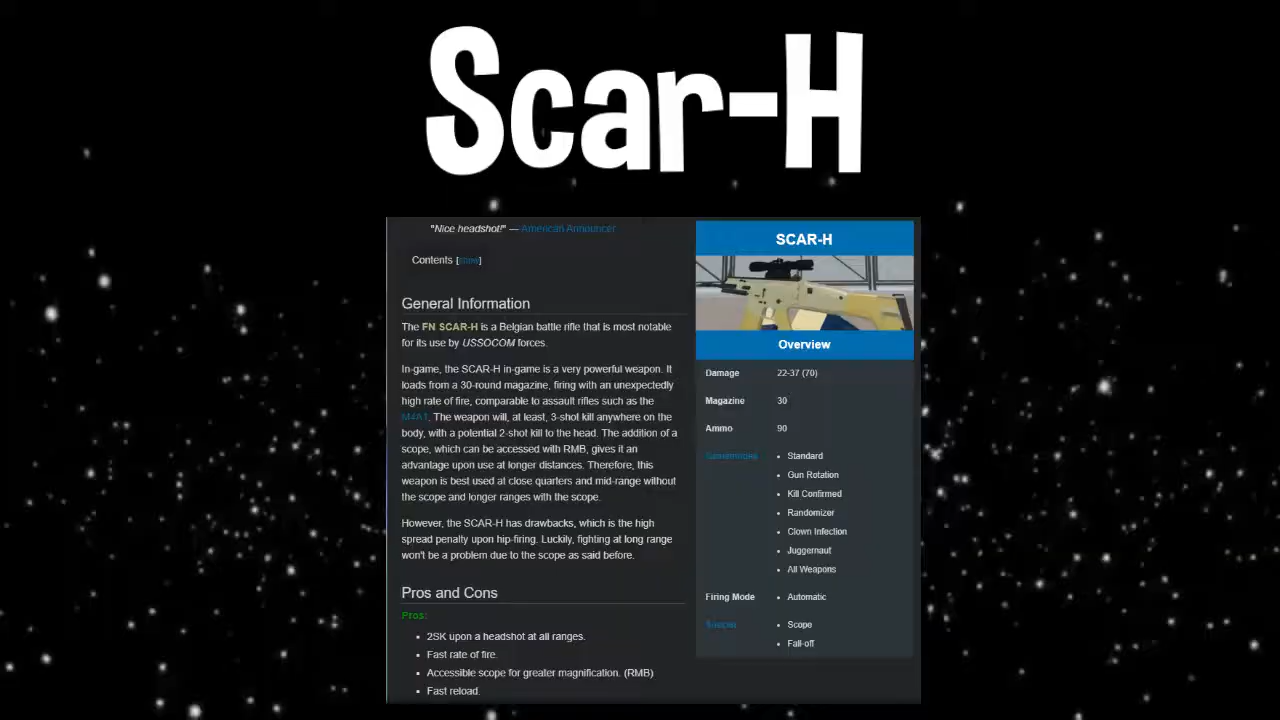 Scar-H
"Nice headshot!" — American Announcer
Contents [show]
General Information
The FN SCAR-H is a Belgian battle rifle that is most notable
for its use by USSOCOM forces.
In-game, the SCAR-H in-game is a very powerful weapon. It
loads from a 30-round magazine, firing with an unexpectedly
high rate of fire, comparable to assault rifles such as the
M4A1. The weapon will, at least, 3-shot kill anywhere on the
body, with a potential 2-shot kill to the head. The addition of a
scope, which can be accessed with RMB, gives it an
advantage upon use at longer distances. Therefore, this
weapon is best used at close quarters and mid-range without
the scope and longer ranges with the scope.
However, the SCAR-H has drawbacks, which is the high
spread penalty upon hip-firing. Luckily, fighting at long range
won't be a problem due to the scope as said before.
Pros and Cons
Pros:
2SK upon a headshot at all ranges.
Fast rate of fire.
Accessible scope for greater magnification. (RMB)
Fast reload.
SCAR-H
Overview
Damage 22-37 (70)
Magazine 30
Ammo 90
Standard
Gun Rotation
Kill Confirmed
Randomizer
Clown Infection
Juggernaut
All Weapons
Firing Mode Automatic
Scope
Fall-off